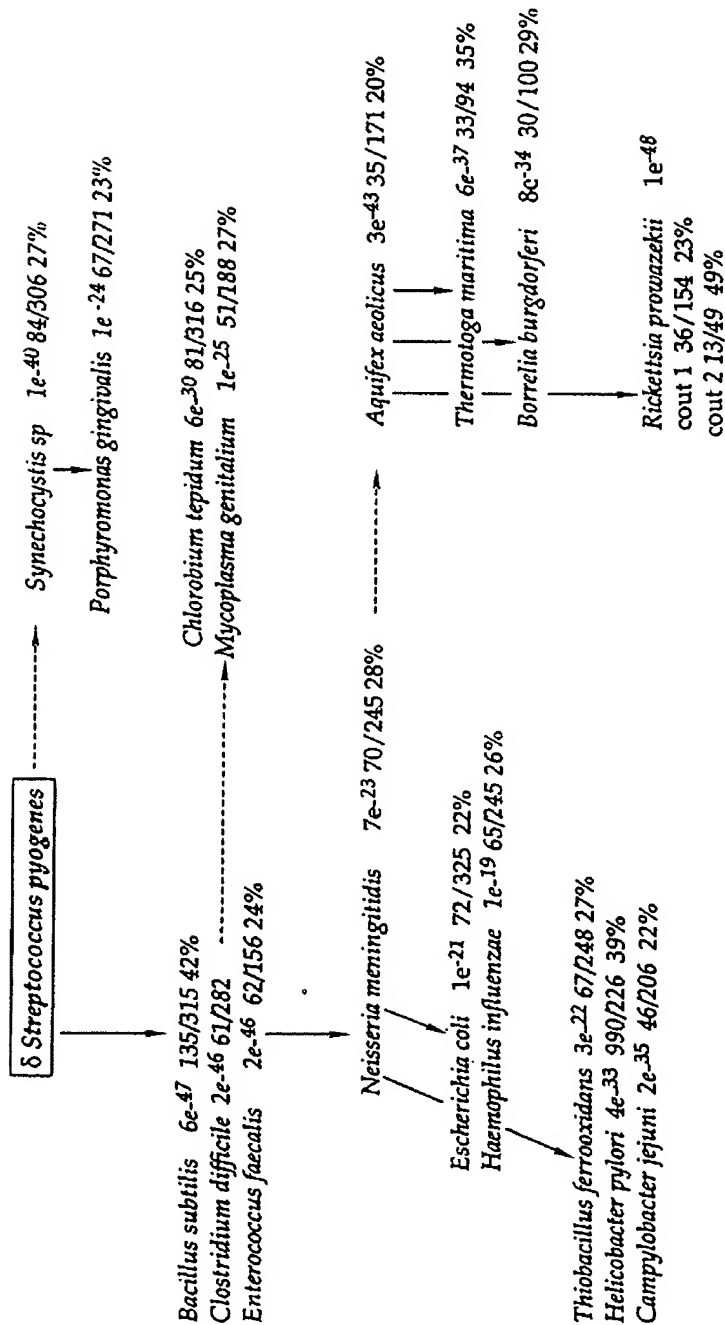 δ Streptococcus pyogenes
Synechocystis sp 1e-40 84/306 27%
Porphyromonas gingivalis 1e -24 67/271 23%
Bacillus subtilis 6e-47 135/315 42%
Clostridium difficile 2e-46 61/282
Enterococcus faecalis 2e-46 62/156 24%
Chlorobium tepidum 6e-30 81/316 25%
Mycoplasma genitalium 1e-25 51/188 27%
Neisseria meningitidis 7e-23 70/245 28%
Escherichia coli 1e-21 72/325 22%
Haemophilus influenzae 1e-19 65/245 26%
Thiobacillus ferrooxidans 3e-22 67/248 27%
Helicobacter pylori 4e-33 990/226 39%
Campylobacter jejuni 2e-35 46/206 22%
Aquifex aeolicus 3e-43 35/171 20%
Thermotoga maritima 6e-37 33/94 35%
Borrelia burgdorferi 8c-34 30/100 29%
Rickettsia prowazekii 1e-48
cout 1 36/154 23%
cout 2 13/49 49%